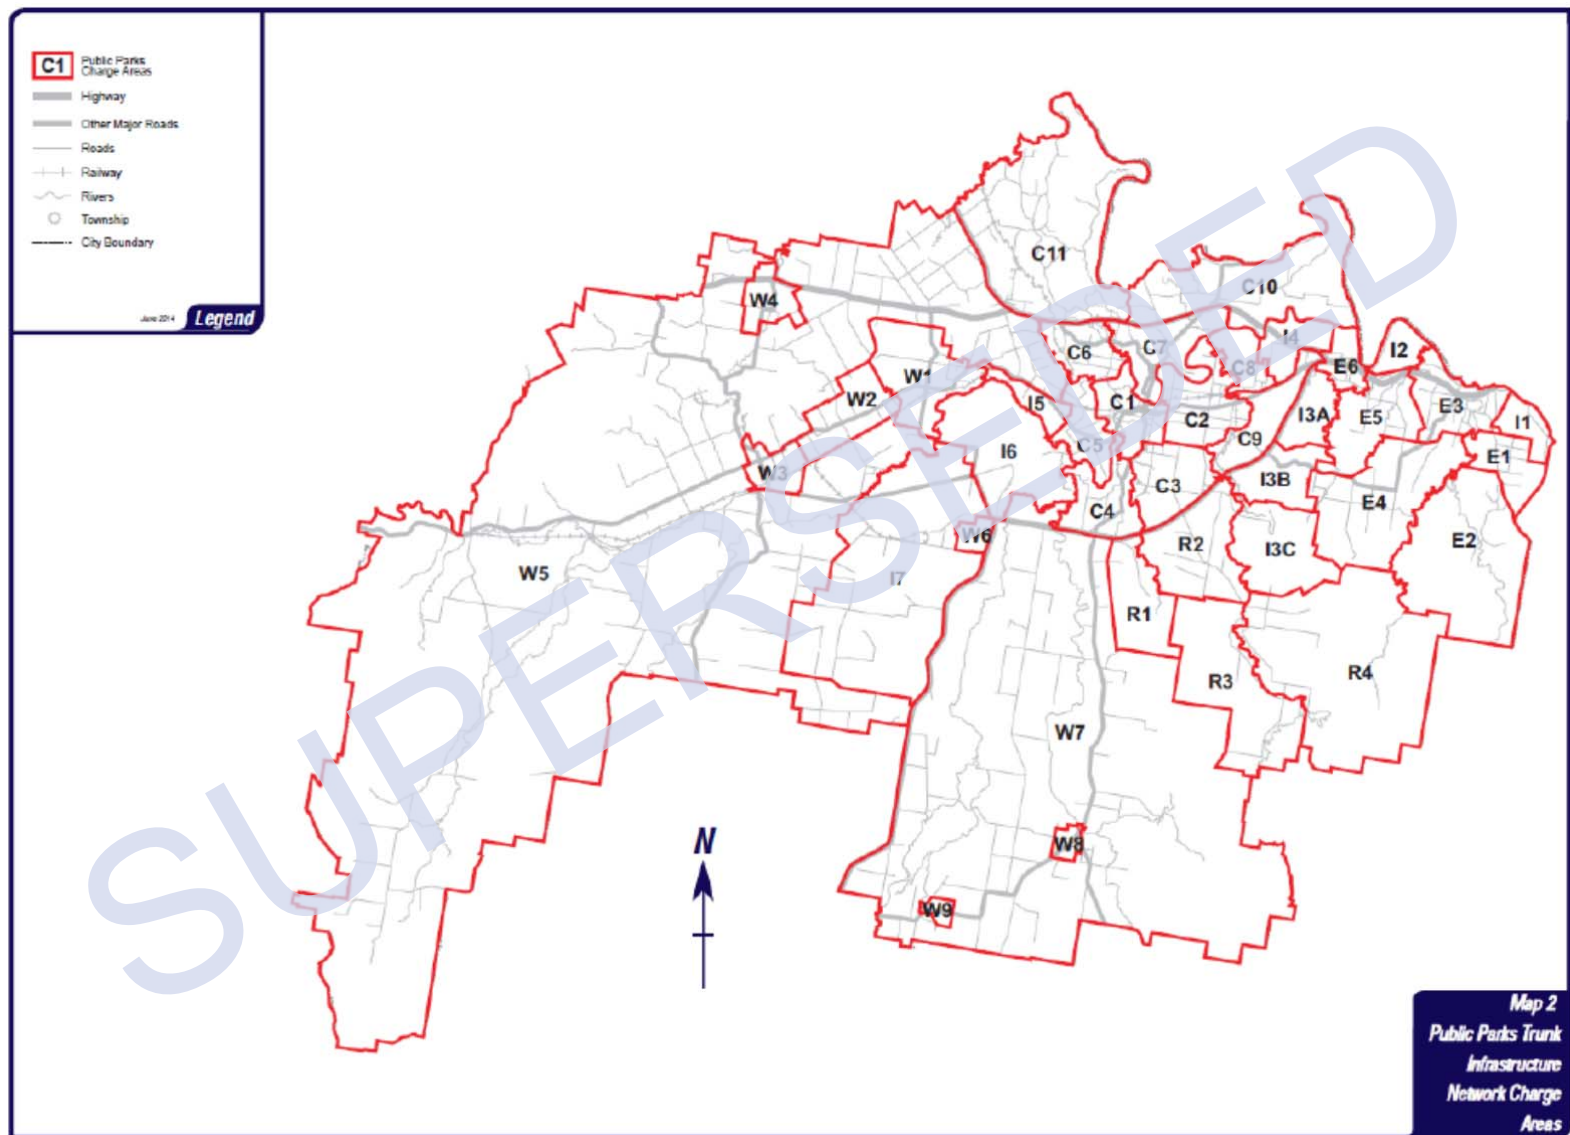 C1
Public Parks
Charge Areas
Highway
Other Major Roads
Roads
Railway
Rivers
Township
City Boundary
June 2014
Legend
C11
C10
W4
I4
C7
I2
C6
C8
E6
W1
W2
C1
I5
I3A
E5
E3
I1
C2
C9
C5
I6
E1
W3
I3B
C3
E4
C4
W6
R2
I3C
E2
W5
I7
R1
R3
R4
W7
W8
W9
N
SUPERSEDED
Map 2
Public Parks Trunk
Infrastructure
Network Charge
Areas